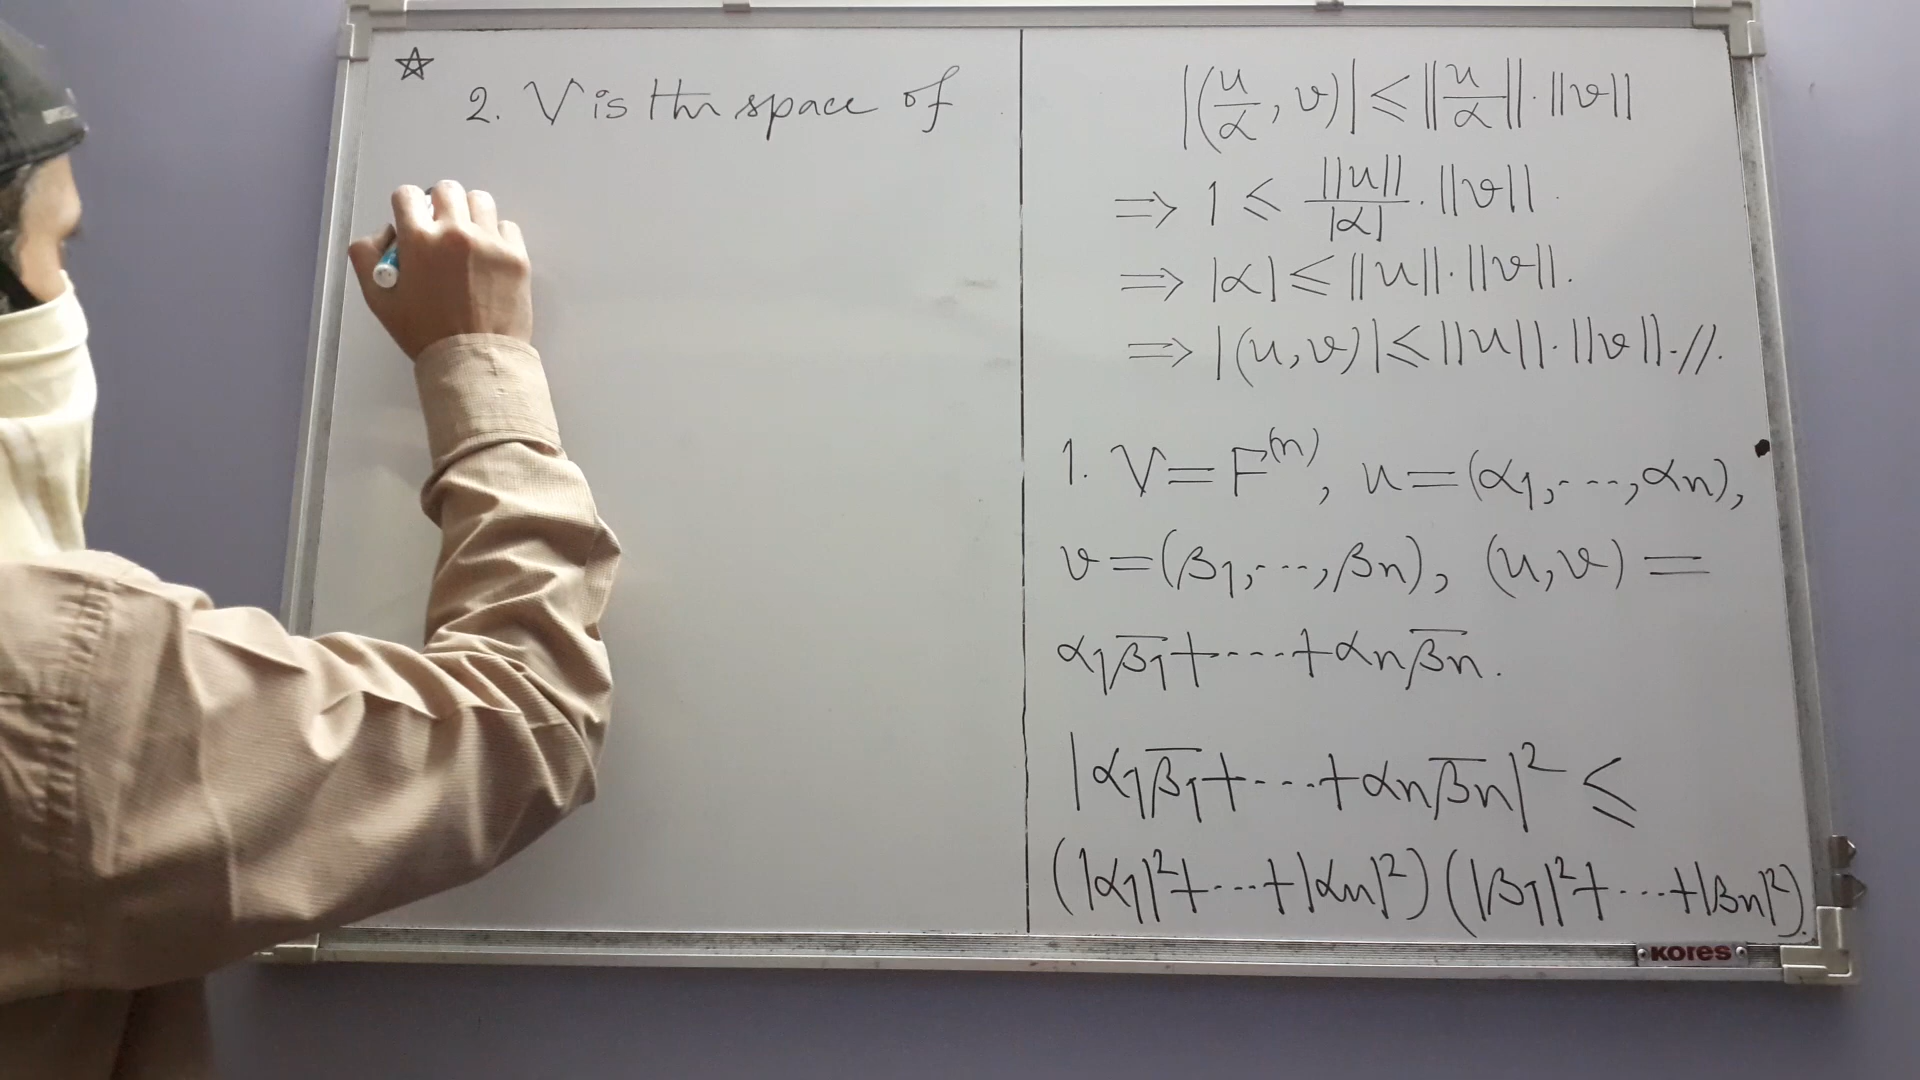 ☆
2. V is the space of
|(u/α, v)| ≤ ||u/α||·||v||
⇒ 1 ≤ ||u||/|α| · ||v||.
⇒ |α| ≤ ||u||·||v||.
⇒ |(u,v)| ≤ ||u||·||v||.//.
1. V = F^(n), u = (α1,----,αn),
v = (β1,----,βn), (u,v) =
α1β̅1̅+----+αnβ̅n̅.
|α1β̅1̅+----+αnβ̅n̅|² ≤
(|α1|²+----+|αn|²)(|β1|²+----+|βn|²).
KORES